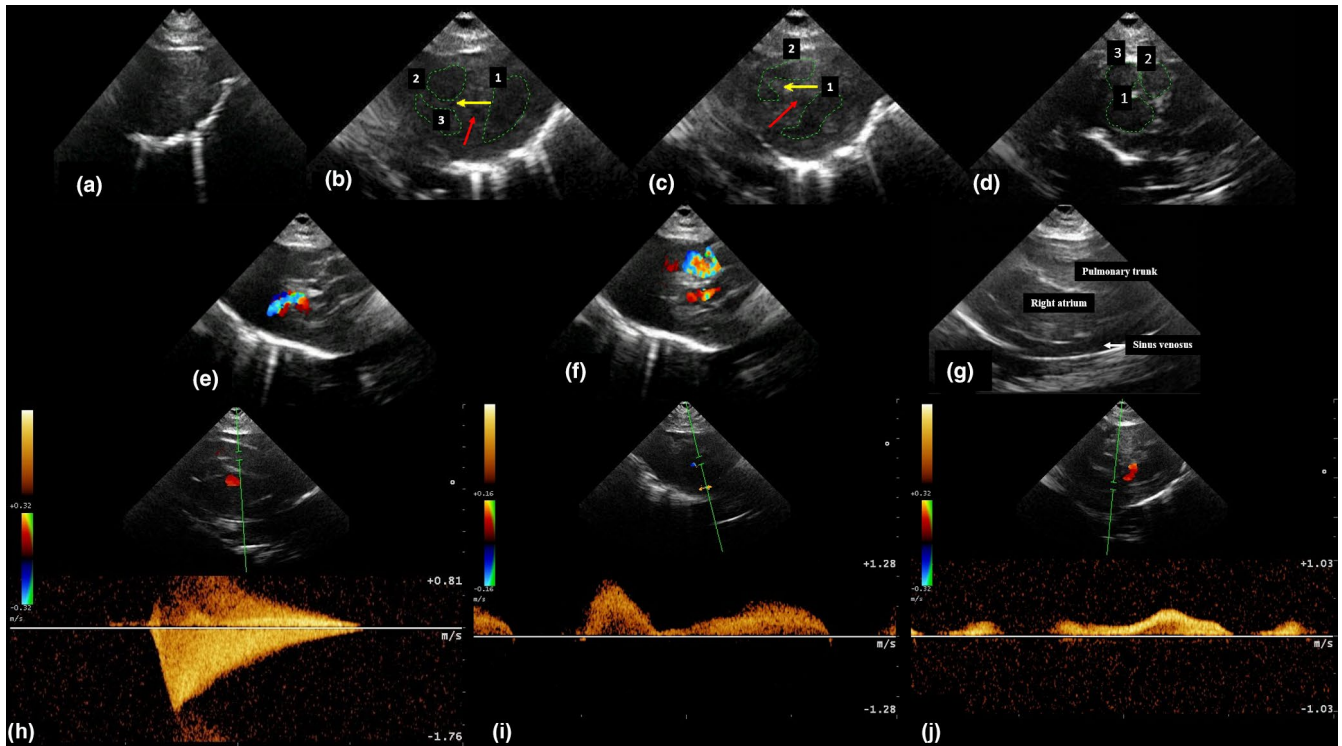 (a)
(b)
2
1
3
(c)
2
1
(d)
3
2
1
(e)
(f)
Pulmonary trunk
Right atrium
Sinus venosus
(g)
+0.32
-0.32
m/s
+0.81
m/s
-1.76
(h)
+0.16
-0.16
m/s
+1.28
m/s
-1.28
(i)
+0.32
-0.32
m/s
+1.03
m/s
-1.03
(j)